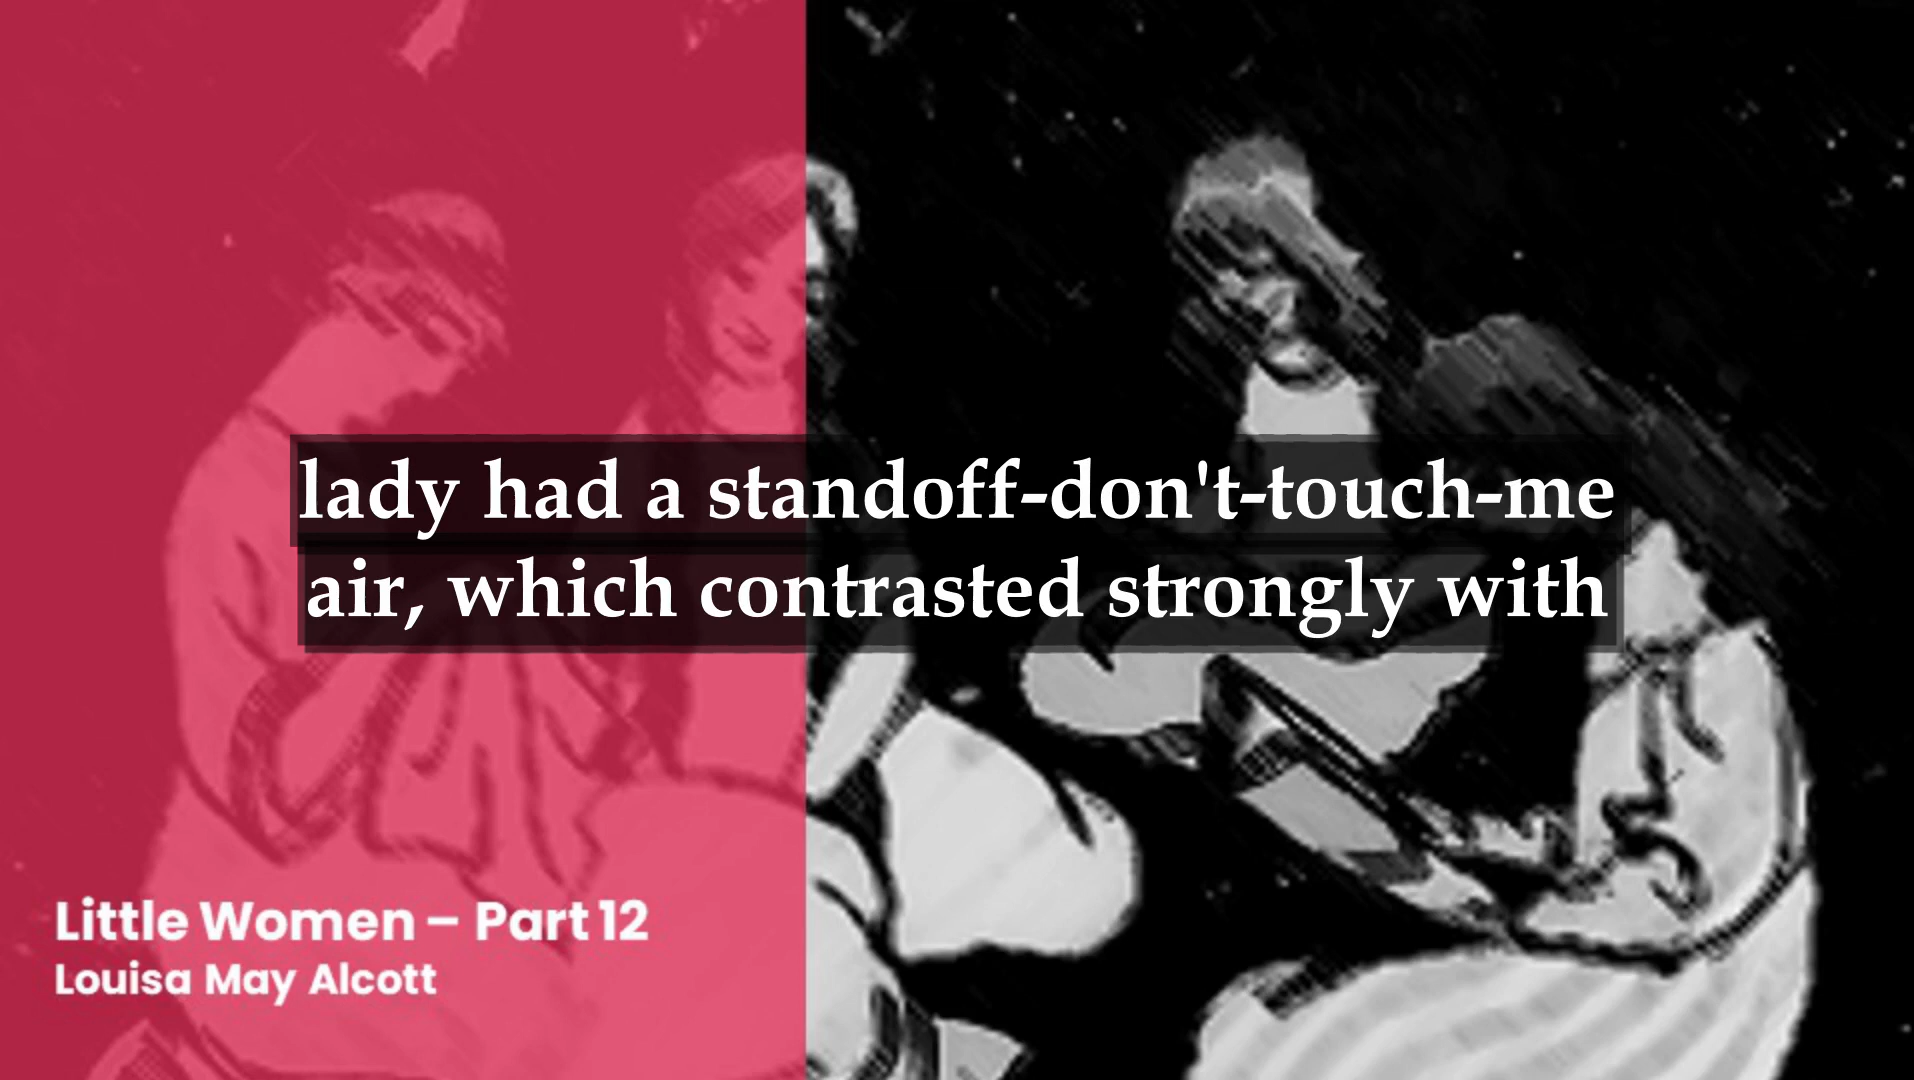 lady had a standoff-don't-touch-me
air, which contrasted strongly with
Little Women – Part 12
Louisa May Alcott